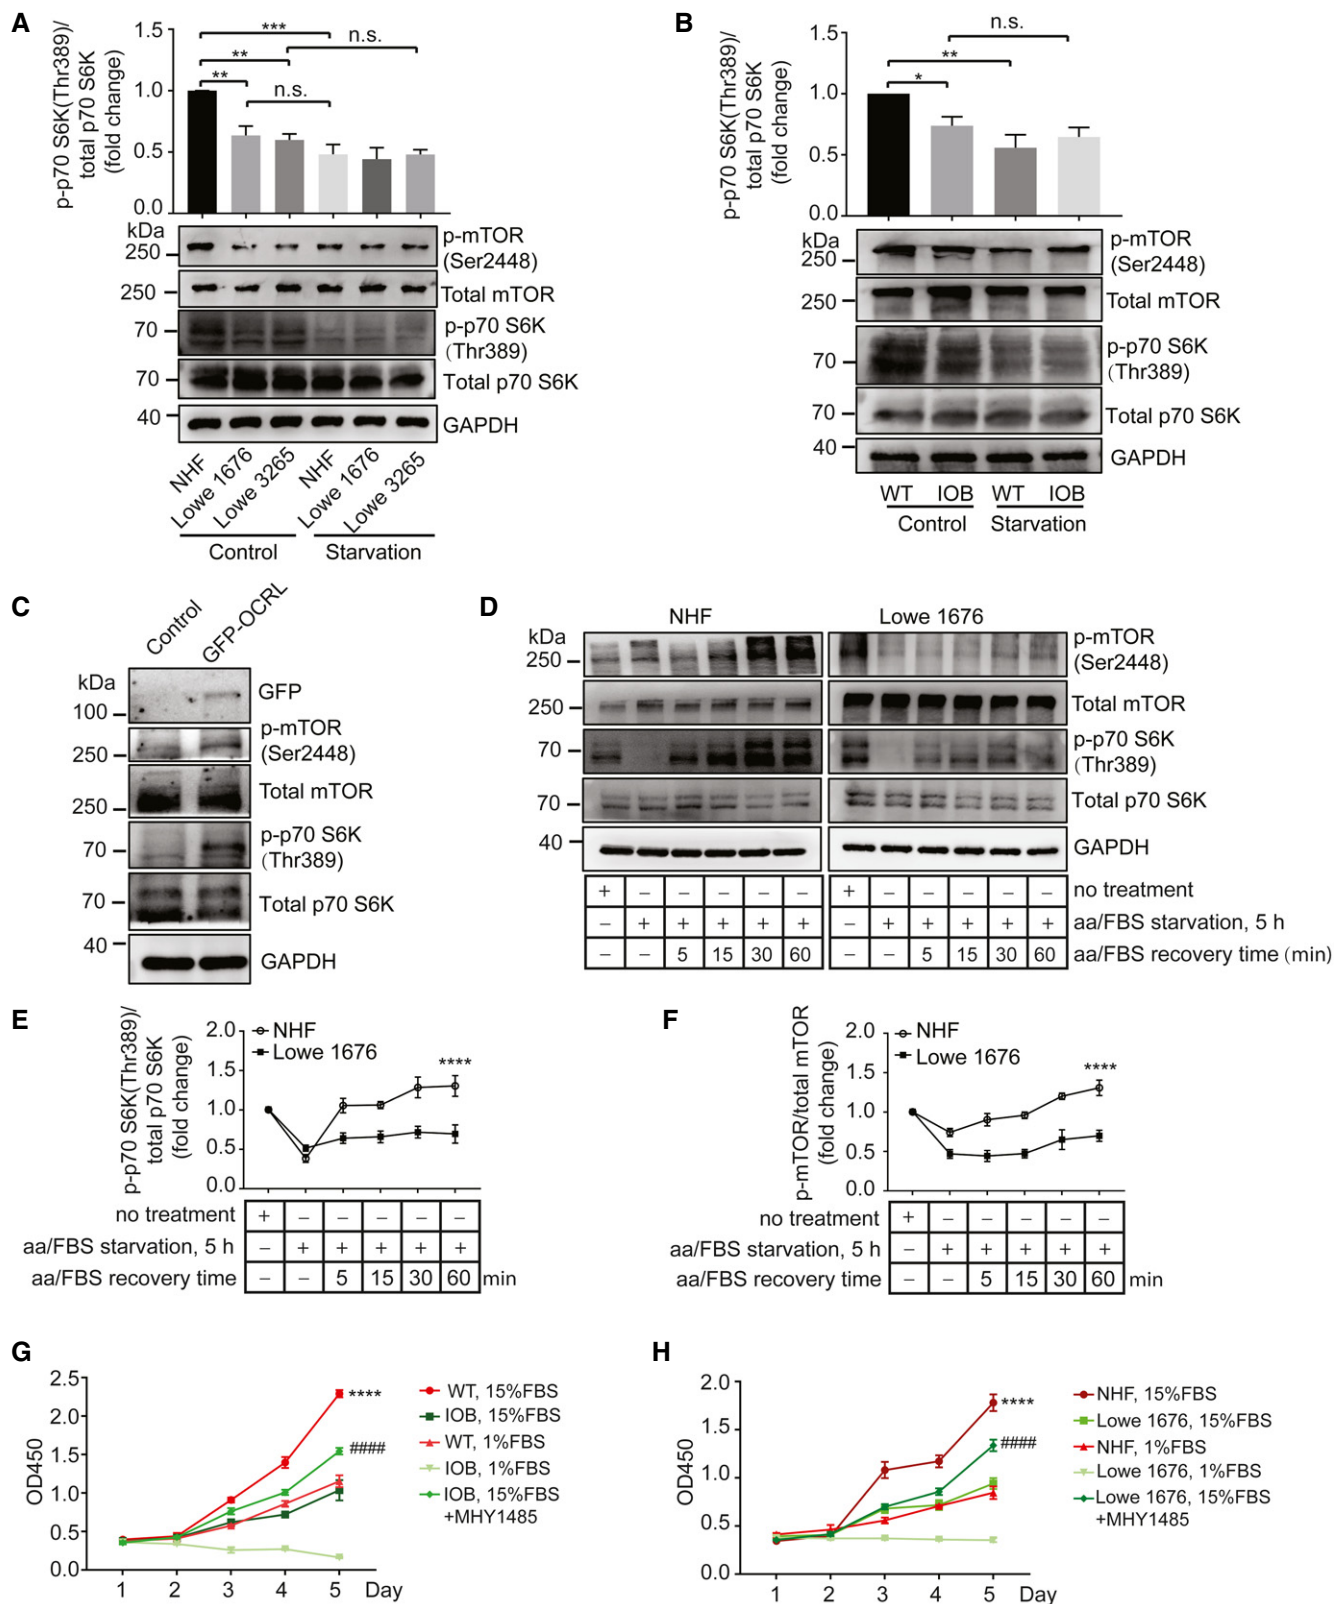 A
p-p70 S6K(Thr389)/
total p70 S6K
(fold change)
1.5
1.0
0.5
0.0
***
n.s.
**
**
n.s.
kDa
250
p-mTOR
(Ser2448)
250
Total mTOR
70
p-p70 S6K
(Thr389)
70
Total p70 S6K
40
GAPDH
NHF
Lowe 1676
Lowe 3265
NHF
Lowe 1676
Lowe 3265
Control
Starvation
B
p-p70 S6K(Thr389)/
total p70 S6K
(fold change)
1.5
1.0
0.5
0.0
n.s.
**
*
kDa
250
p-mTOR
(Ser2448)
250
Total mTOR
70
p-p70 S6K
(Thr389)
70
Total p70 S6K
40
GAPDH
WT IOB WT IOB
Control
Starvation
C
Control
GFP-OCRL
kDa
100
GFP
250
p-mTOR
(Ser2448)
250
Total mTOR
70
p-p70 S6K
(Thr389)
70
Total p70 S6K
40
GAPDH
D
NHF
Lowe 1676
kDa
250
p-mTOR
(Ser2448)
250
Total mTOR
70
p-p70 S6K
(Thr389)
70
Total p70 S6K
40
GAPDH
+ – – – – – + – – – – – no treatment
– + + + + + – + + + + + aa/FBS starvation, 5 h
– – 5 15 30 60 – – 5 15 30 60 aa/FBS recovery time (min)
E
p-p70 S6K(Thr389)/
total p70 S6K
(fold change)
2.0
1.5
1.0
0.5
0.0
NHF
Lowe 1676
****
no treatment + – – – – –
aa/FBS starvation, 5 h – + + + + +
aa/FBS recovery time – – 5 15 30 60 min
F
p-mTOR/total mTOR
(fold change)
2.0
1.5
1.0
0.5
0.0
NHF
Lowe 1676
****
no treatment + – – – – –
aa/FBS starvation, 5 h – + + + + +
aa/FBS recovery time – – 5 15 30 60 min
G
OD450
2.5
2.0
1.5
1.0
0.5
0.0
1 2 3 4 5 Day
****
####
WT, 15%FBS
IOB, 15%FBS
WT, 1%FBS
IOB, 1%FBS
IOB, 15%FBS
+MHY1485
H
OD450
2.0
1.5
1.0
0.5
0.0
1 2 3 4 5 Day
****
####
NHF, 15%FBS
Lowe 1676, 15%FBS
NHF, 1%FBS
Lowe 1676, 1%FBS
Lowe 1676, 15%FBS
+MHY1485